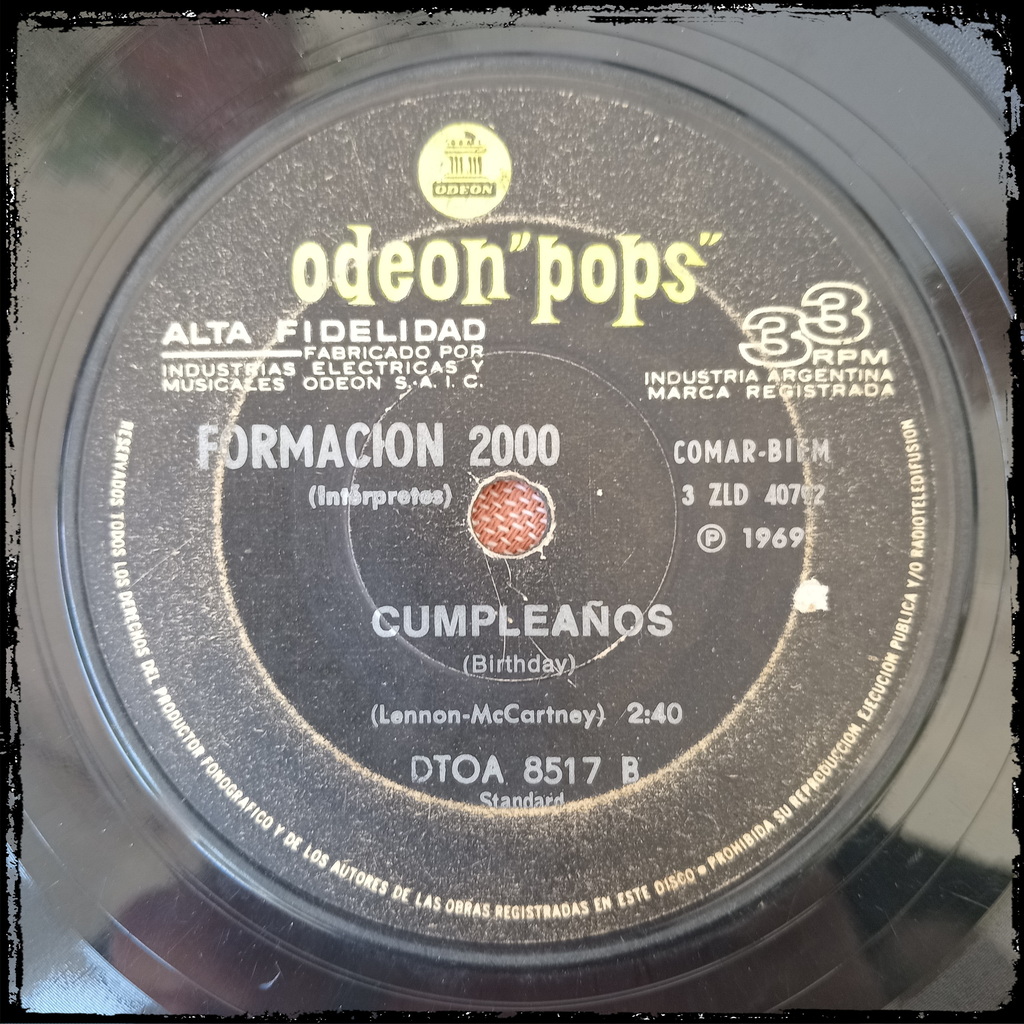 ODEON
odeon "pops"
ALTA FIDELIDAD
FABRICADO POR
INDUSTRIAS ELECTRICAS Y
MUSICALES ODEON S.A.I.C.
33
RPM
INDUSTRIA ARGENTINA
MARCA REGISTRADA
FORMACION 2000
(Intérpretes)
COMAR-BIEM
3 ZLD
Ⓟ 1969
CUMPLEAÑOS
(Birthday)
(Lennon-McCartney) 2:40
DTOA 8517 B
Standard
RESERVADOS TODOS LOS DERECHOS DEL PRODUCTOR FONOGRAFICO Y DE LOS AUTORES DE LAS OBRAS REGISTRADAS EN ESTE DISCO • PROHIBIDA SU REPRODUCCION, EJECUCION PUBLICA Y/O RADIOTELEDIFUSION